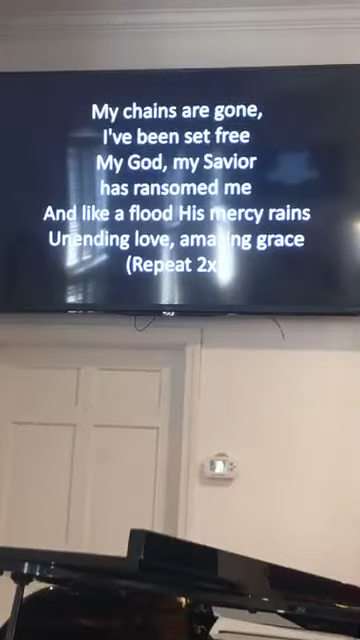 My chains are gone,
I've been set free
My God, my Savior
has ransomed me
And like a flood His mercy rains
Unending love, amazing grace
(Repeat 2x)